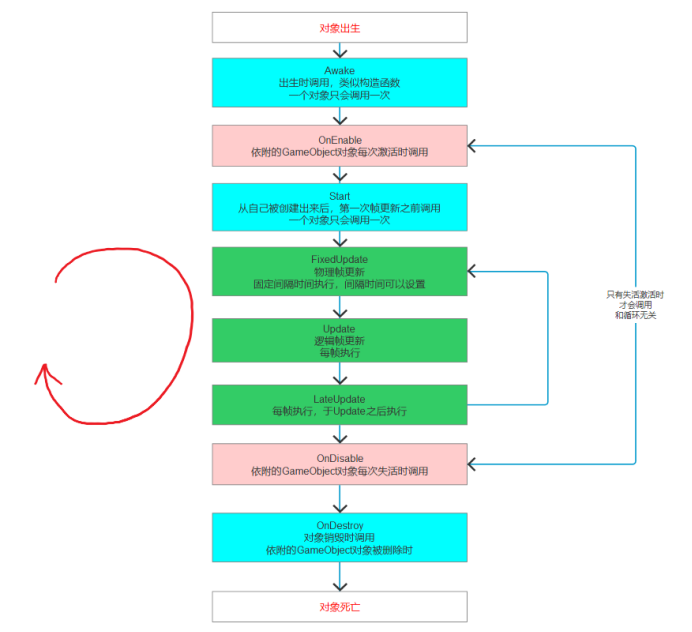 对象出生
Awake
出生时调用，类似构造函数
一个对象只会调用一次
OnEnable
依附的GameObject对象每次激活时调用
Start
从自己被创建出来后，第一次帧更新之前调用
一个对象只会调用一次
FixedUpdate
物理帧更新
固定间隔时间执行，间隔时间可以设置
只有失活激活时
才会调用
和循环无关
Update
逻辑帧更新
每帧执行
LateUpdate
每帧执行，于Update之后执行
OnDisable
依附的GameObject对象每次失活时调用
OnDestroy
对象销毁时调用
依附的GameObject对象被删除时
对象死亡